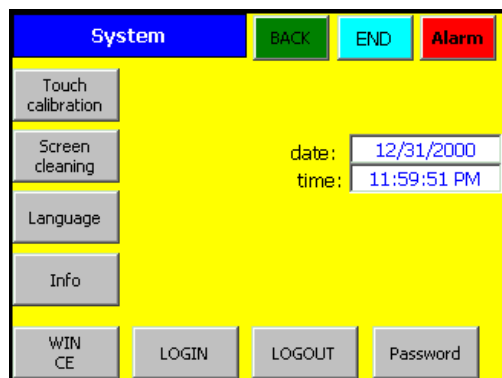 System
BACK
END
Alarm
Touch
calibration
Screen
cleaning
date: 12/31/2000
time: 11:59:51 PM
Language
Info
WIN
CE
LOGIN
LOGOUT
Password